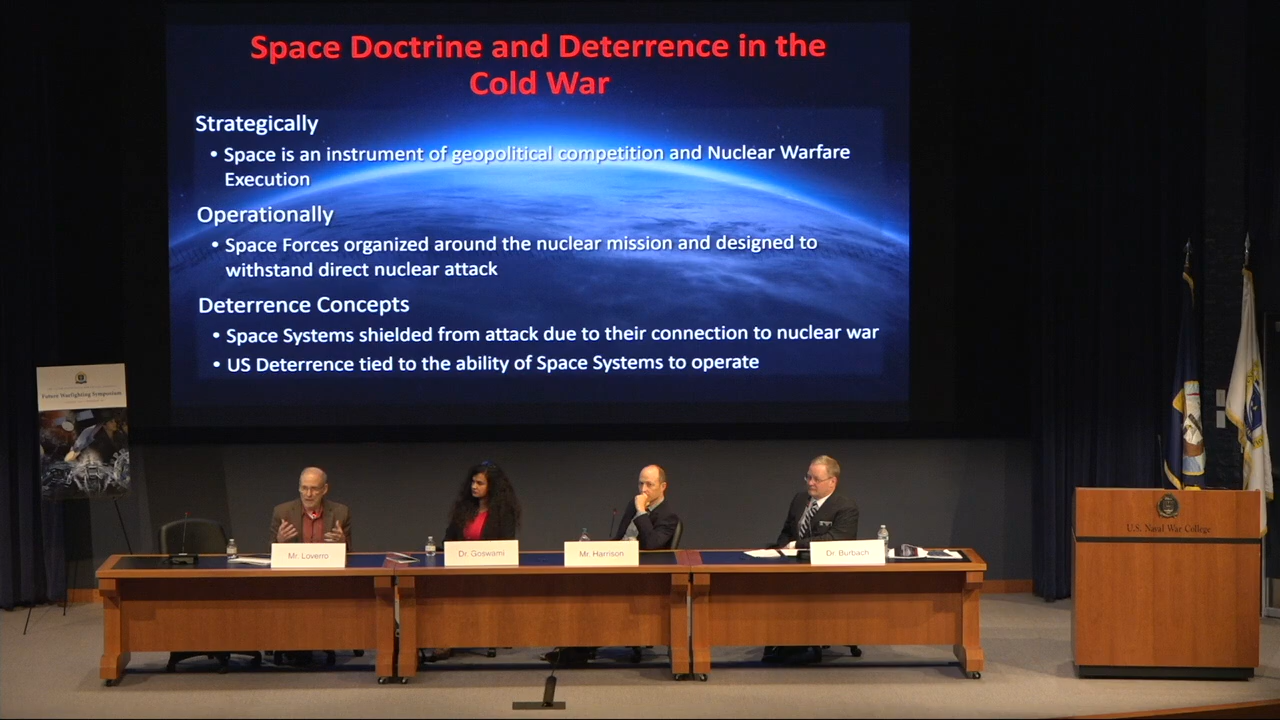 Space Doctrine and Deterrence in the
Cold War
Strategically
• Space is an instrument of geopolitical competition and Nuclear Warfare
Execution
Operationally
• Space Forces organized around the nuclear mission and designed to
withstand direct nuclear attack
Deterrence Concepts
• Space Systems shielded from attack due to their connection to nuclear war
• US Deterrence tied to the ability of Space Systems to operate
Future Warfighting Symposium
Mr. Loverro
Dr. Goswami
Mr. Harrison
Dr. Burbach
U.S. Naval War College